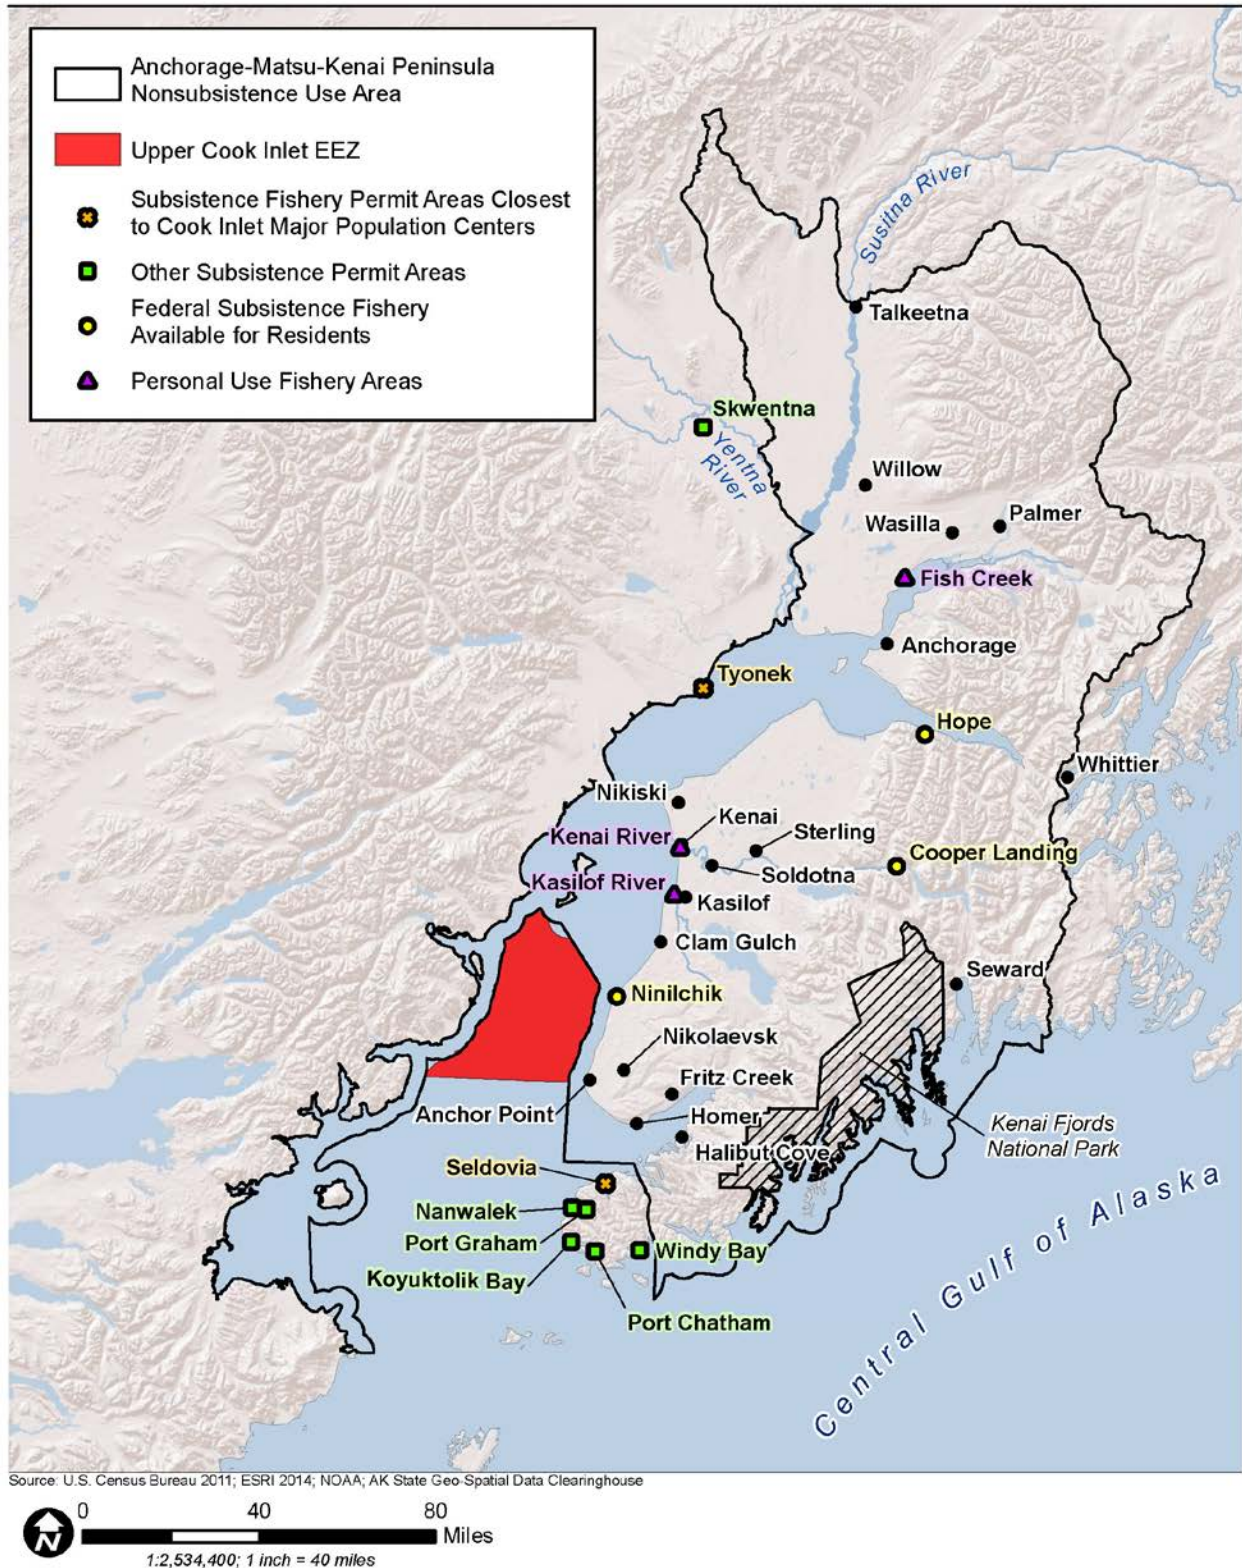 Anchorage-Matsu-Kenai Peninsula
Nonsubsistence Use Area
Upper Cook Inlet EEZ
Subsistence Fishery Permit Areas Closest
to Cook Inlet Major Population Centers
Other Subsistence Permit Areas
Federal Subsistence Fishery
Available for Residents
Personal Use Fishery Areas
Susitna River
Talkeetna
Skwentna
Yentna
River
Willow
Wasilla
Palmer
Fish Creek
Anchorage
Tyonek
Hope
Whittier
Nikiski
Kenai
Kenai River
Sterling
Cooper Landing
Soldotna
Kasilof River
Kasilof
Clam Gulch
Seward
Ninilchik
Nikolaevsk
Fritz Creek
Anchor Point
Homer
Kenai Fjords
National Park
Halibut Cove
Seldovia
Nanwalek
Port Graham
Windy Bay
Koyuktolik Bay
Port Chatham
Central Gulf of Alaska
Source: U.S. Census Bureau 2011; ESRI 2014; NOAA; AK State Geo-Spatial Data Clearinghouse
N
0 40 80
Miles
1:2,534,400; 1 inch = 40 miles